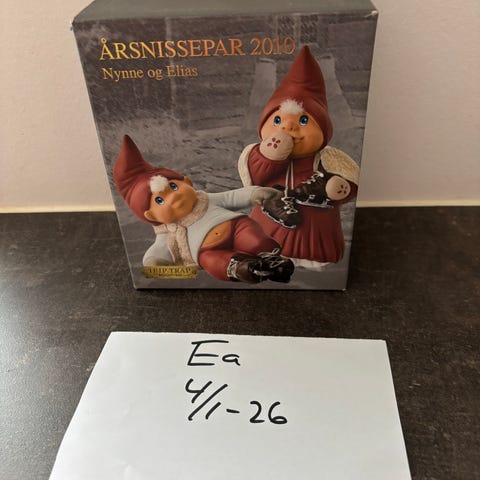 ÅRSNISSEPAR 2010
Nynne og Elias
TRIP TRAP
Ea
4/1-26